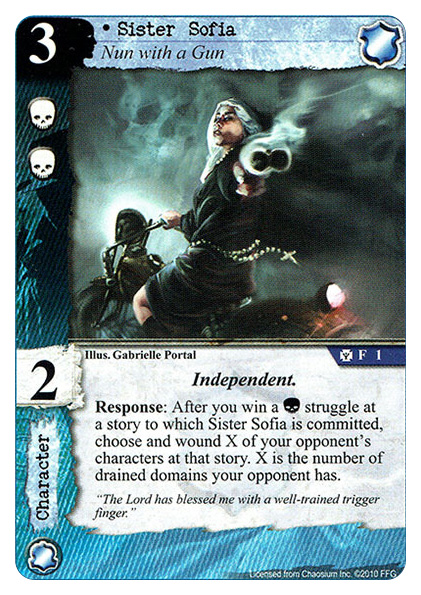 3
• Sister Sofia
Nun with a Gun
Illus. Gabrielle Portal
F 1
2
Character
Independent.
Response: After you win a struggle at
a story to which Sister Sofia is committed,
choose and wound X of your opponent's
characters at that story. X is the number of
drained domains your opponent has.
"The Lord has blessed me with a well-trained trigger
finger."
Licensed from Chaosium Inc. ©2010 FFG